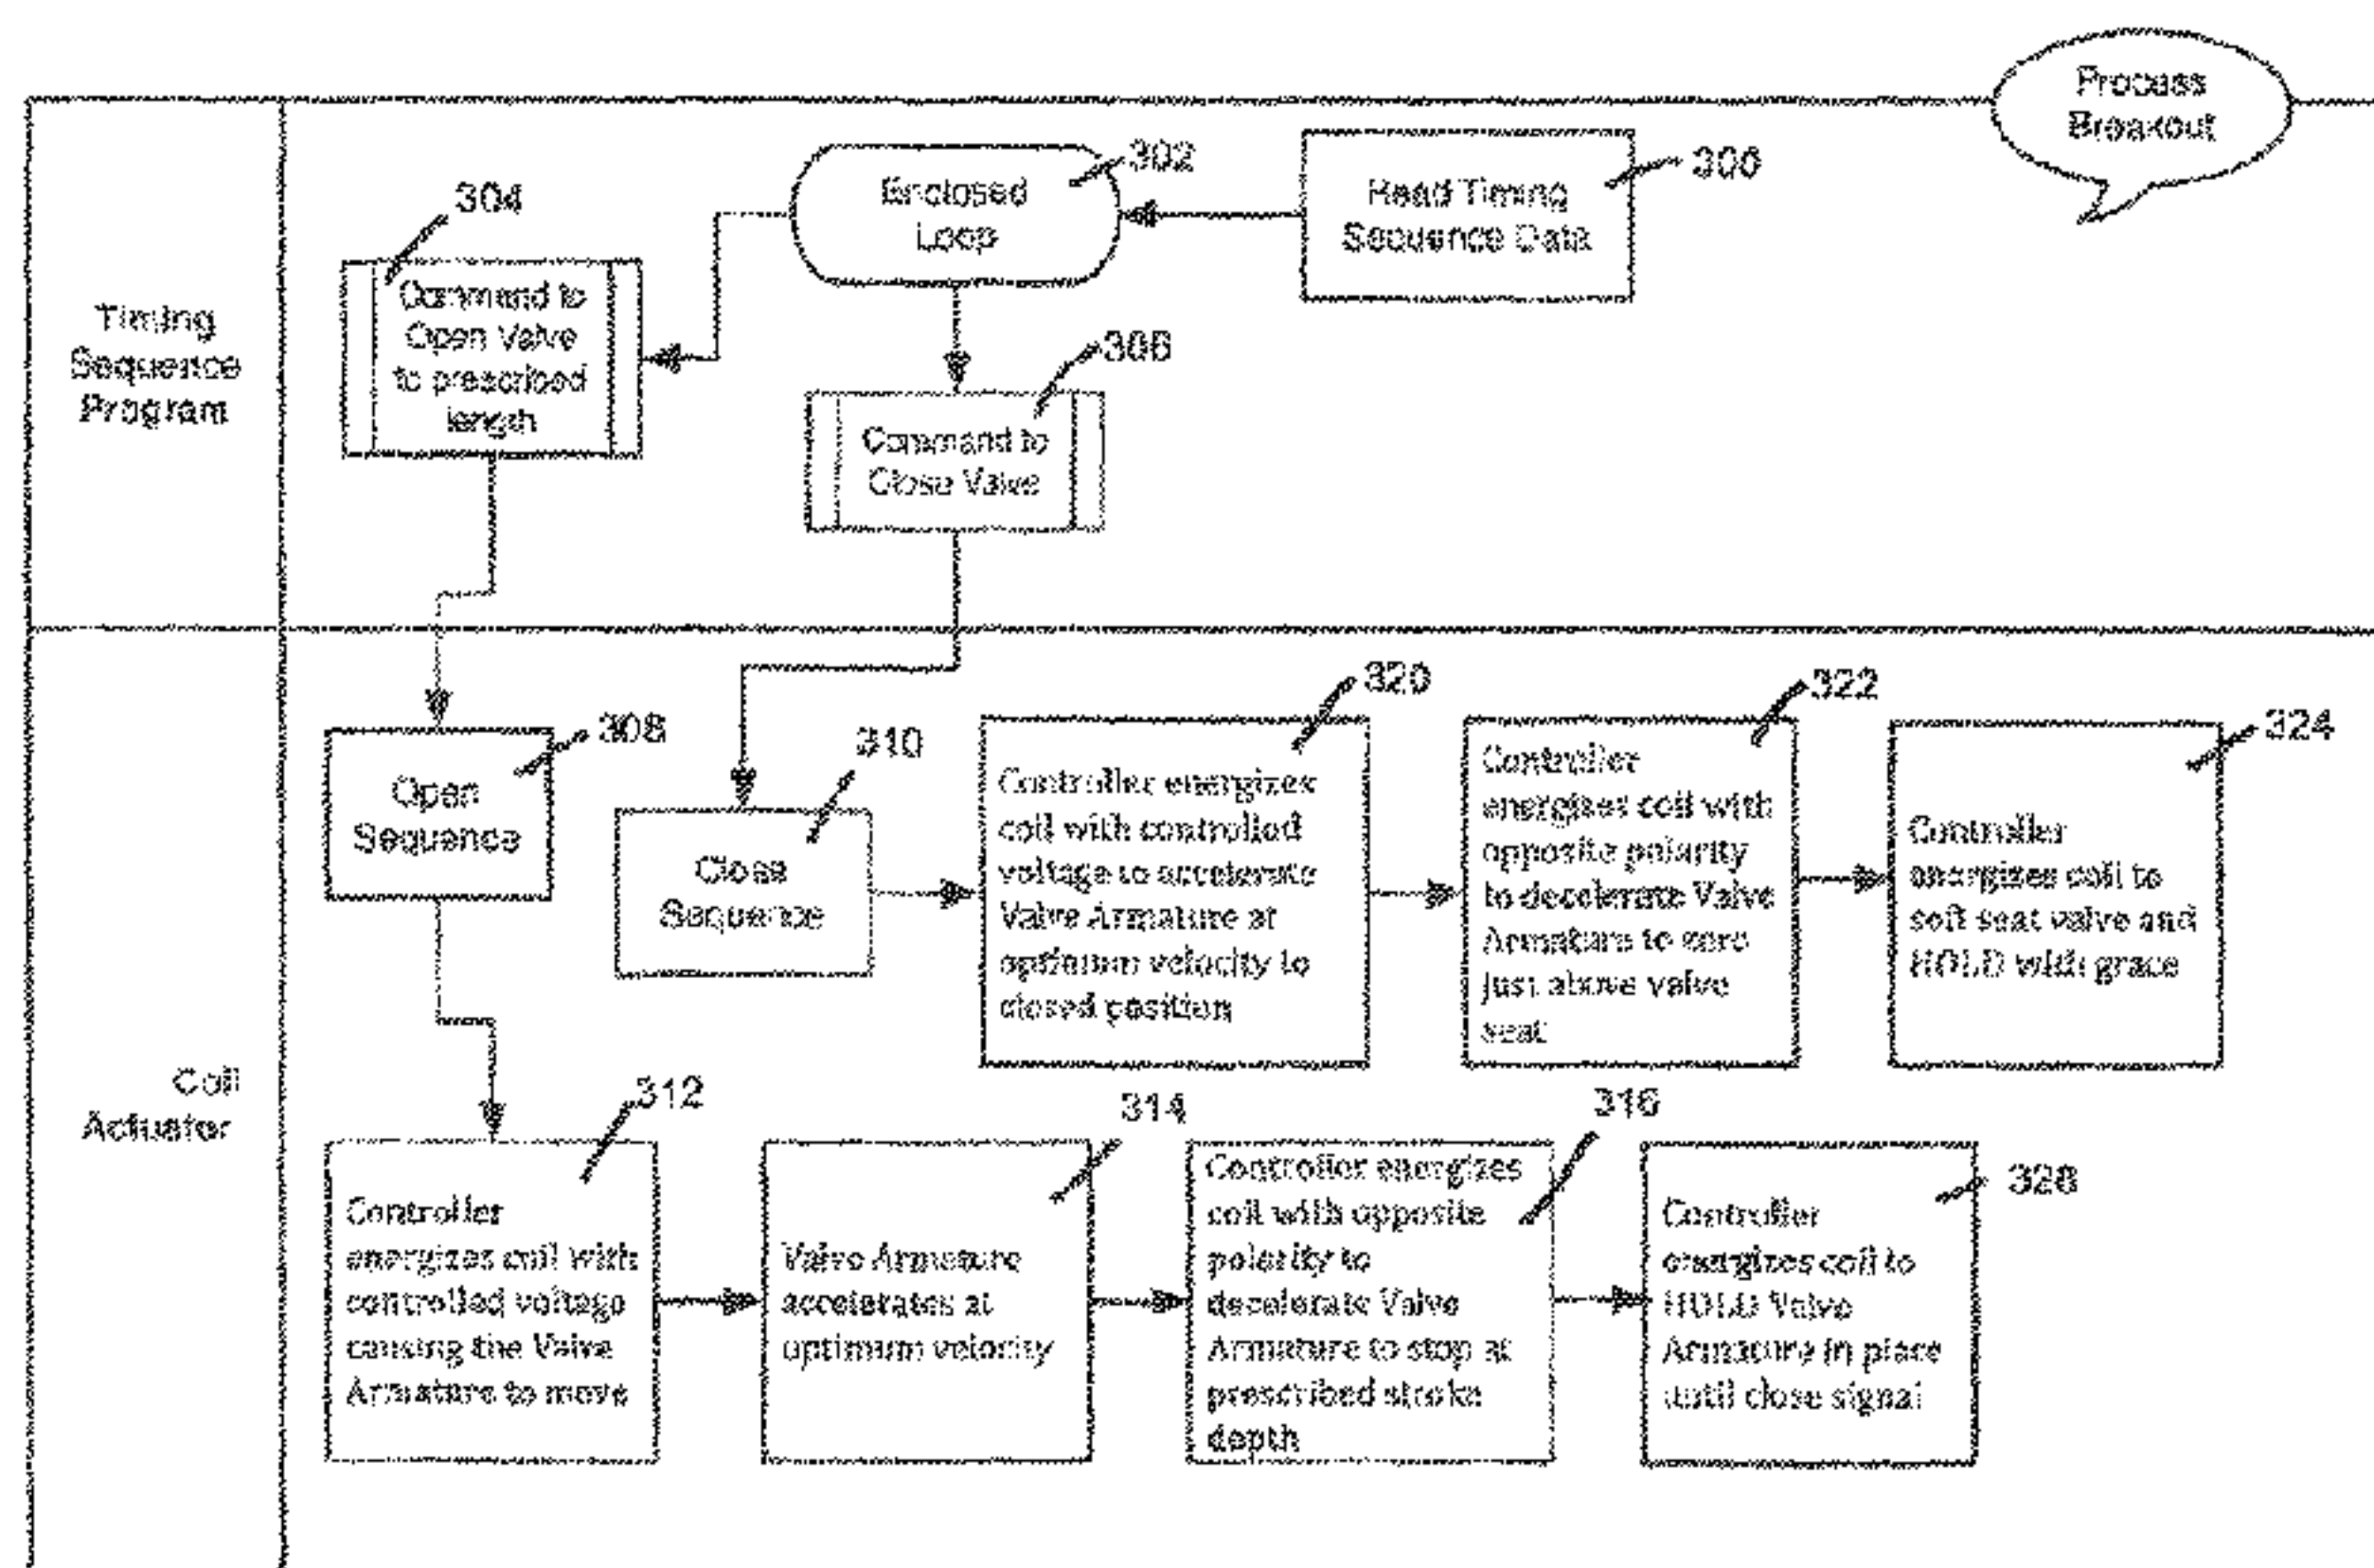 Process
Breakout
302
300
304
Enclosed
Loop
Read Timing
Sequence Data
Command to
Open Valve
to prescribed
length
Timing
Sequence
Program
306
Command to
Close Valve
320
322
324
308
310
Open
Sequence
Close
Sequence
Controller energizes
coil with controlled
voltage to accelerate
Valve Armature at
optimum velocity to
closed position
Controller
energizes coil with
opposite polarity
to decelerate Valve
Armature to zero
just above valve
seat
Controller
energizes coil to
soft seat valve and
HOLD with grace
Coil
Actuator
312
314
316
328
Controller
energizes coil with
controlled voltage
causing the Valve
Armature to move
Valve Armature
accelerates at
optimum velocity
Controller energizes
coil with opposite
polarity to
decelerate Valve
Armature to stop at
prescribed stroke
depth
Controller
energizes coil to
HOLD Valve
Armature in place
until close signal